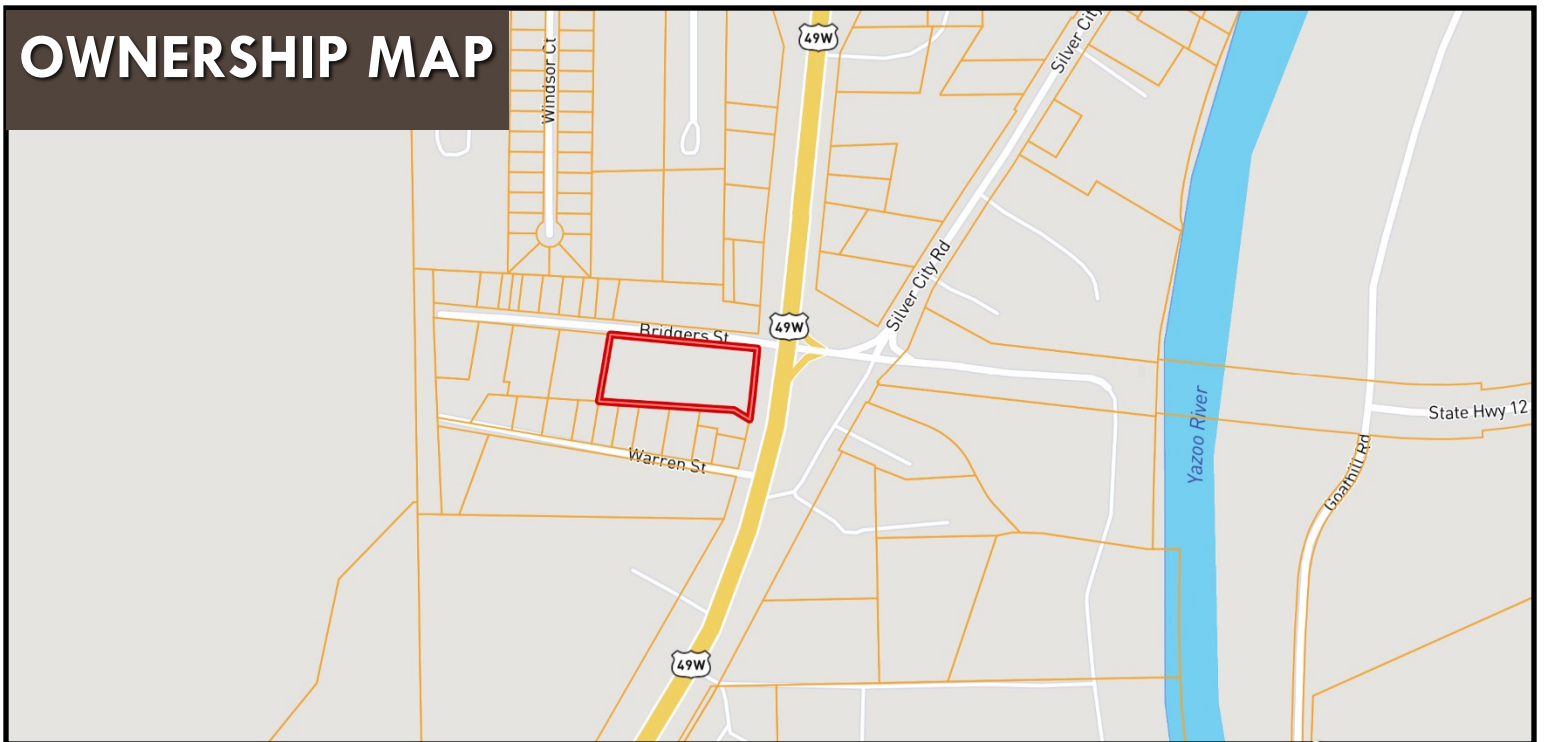 OWNERSHIP MAP
Windsor Ct
49W
Silver City
Silver City Rd
Bridgers St
49W
Warren St
Yazoo River
State Hwy 12
Goathill Rd
49W